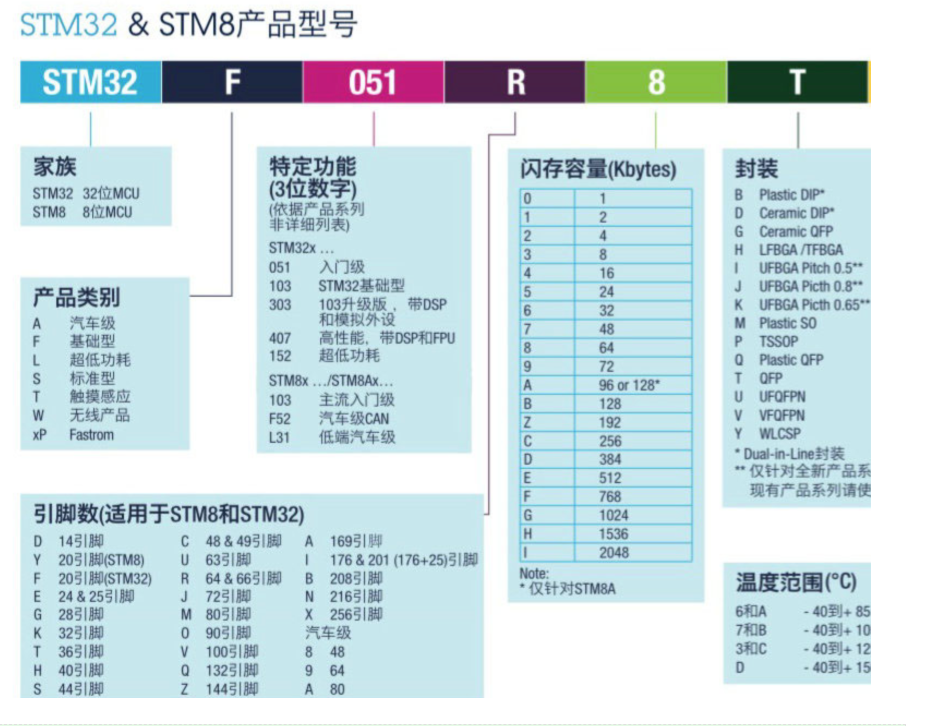 STM32 & STM8产品型号
STM32 F 051 R 8 T
家族
STM32 32位MCU
STM8 8位MCU
产品类别
A 汽车级
F 基础型
L 超低功耗
S 标准型
T 触摸感应
W 无线产品
xP Fastrom
特定功能
(3位数字)
(依据产品系列
非详细列表)
STM32x ...
051 入门级
103 STM32基础型
303 103升级版，带DSP
和模拟外设
407 高性能，带DSP和FPU
152 超低功耗
STM8x .../STM8Ax...
103 主流入门级
F52 汽车级CAN
L31 低端汽车级
引脚数(适用于STM8和STM32)
D 14引脚
Y 20引脚(STM8)
F 20引脚(STM32)
E 24 & 25引脚
G 28引脚
K 32引脚
T 36引脚
H 40引脚
S 44引脚
C 48 & 49引脚
U 63引脚
R 64 & 66引脚
J 72引脚
M 80引脚
O 90引脚
V 100引脚
Q 132引脚
Z 144引脚
A 169引脚
I 176 & 201 (176+25)引脚
B 208引脚
N 216引脚
X 256引脚
汽车级
8 48
9 64
A 80
闪存容量(Kbytes)
0 1
1 2
2 4
3 8
4 16
5 24
6 32
7 48
8 64
9 72
A 96 or 128*
B 128
Z 192
C 256
D 384
E 512
F 768
G 1024
H 1536
I 2048
Note:
* 仅针对STM8A
封装
B Plastic DIP*
D Ceramic DIP*
G Ceramic QFP
H LFBGA /TFBGA
I UFBGA Pitch 0.5**
J UFBGA Picth 0.8**
K UFBGA Picth 0.65**
M Plastic SO
P TSSOP
Q Plastic QFP
T QFP
U UFQFPN
V VFQFPN
Y WLCSP
* Dual-in-Line封装
** 仅针对全新产品系
现有产品系列请使
温度范围(°C)
6和A - 40到+ 85
7和B - 40到+ 10
3和C - 40到+ 12
D - 40到+ 15